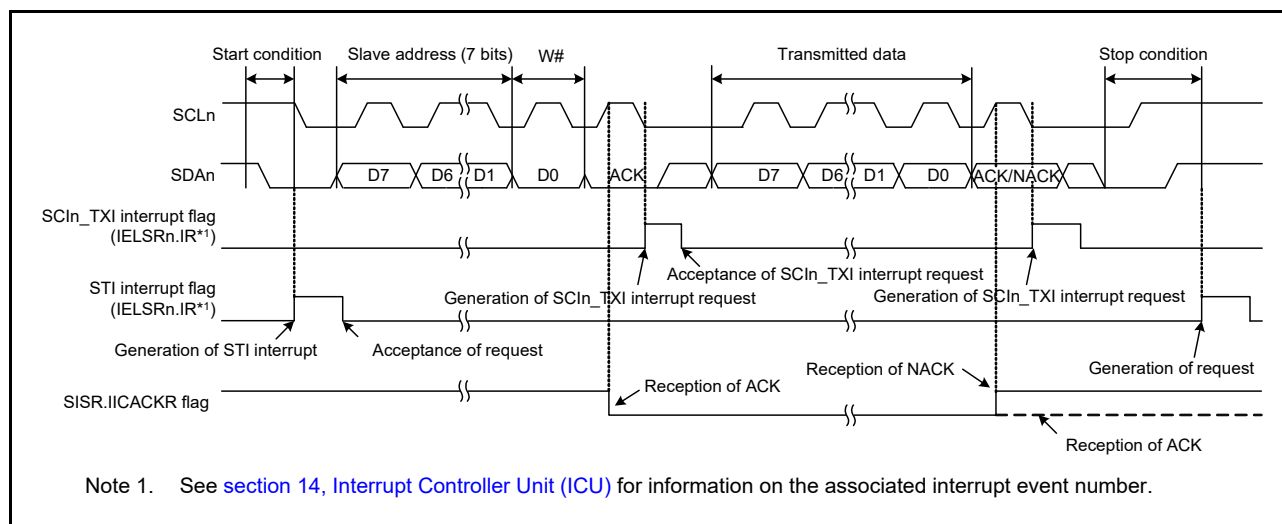 Start condition
Slave address (7 bits)
W#
Transmitted data
Stop condition
SCLn
SDAn
D7
D6
D1
D0
ACK
D7
D6
D1
D0
ACK/NACK
SCIn_TXI interrupt flag
(IELSRn.IR*1)
Acceptance of SCIn_TXI interrupt request
Generation of SCIn_TXI interrupt request
Generation of SCIn_TXI interrupt request
STI interrupt flag
(IELSRn.IR*1)
Generation of STI interrupt
Acceptance of request
Generation of request
SISR.IICACKR flag
Reception of ACK
Reception of NACK
Reception of ACK
Note 1. See section 14, Interrupt Controller Unit (ICU) for information on the associated interrupt event number.